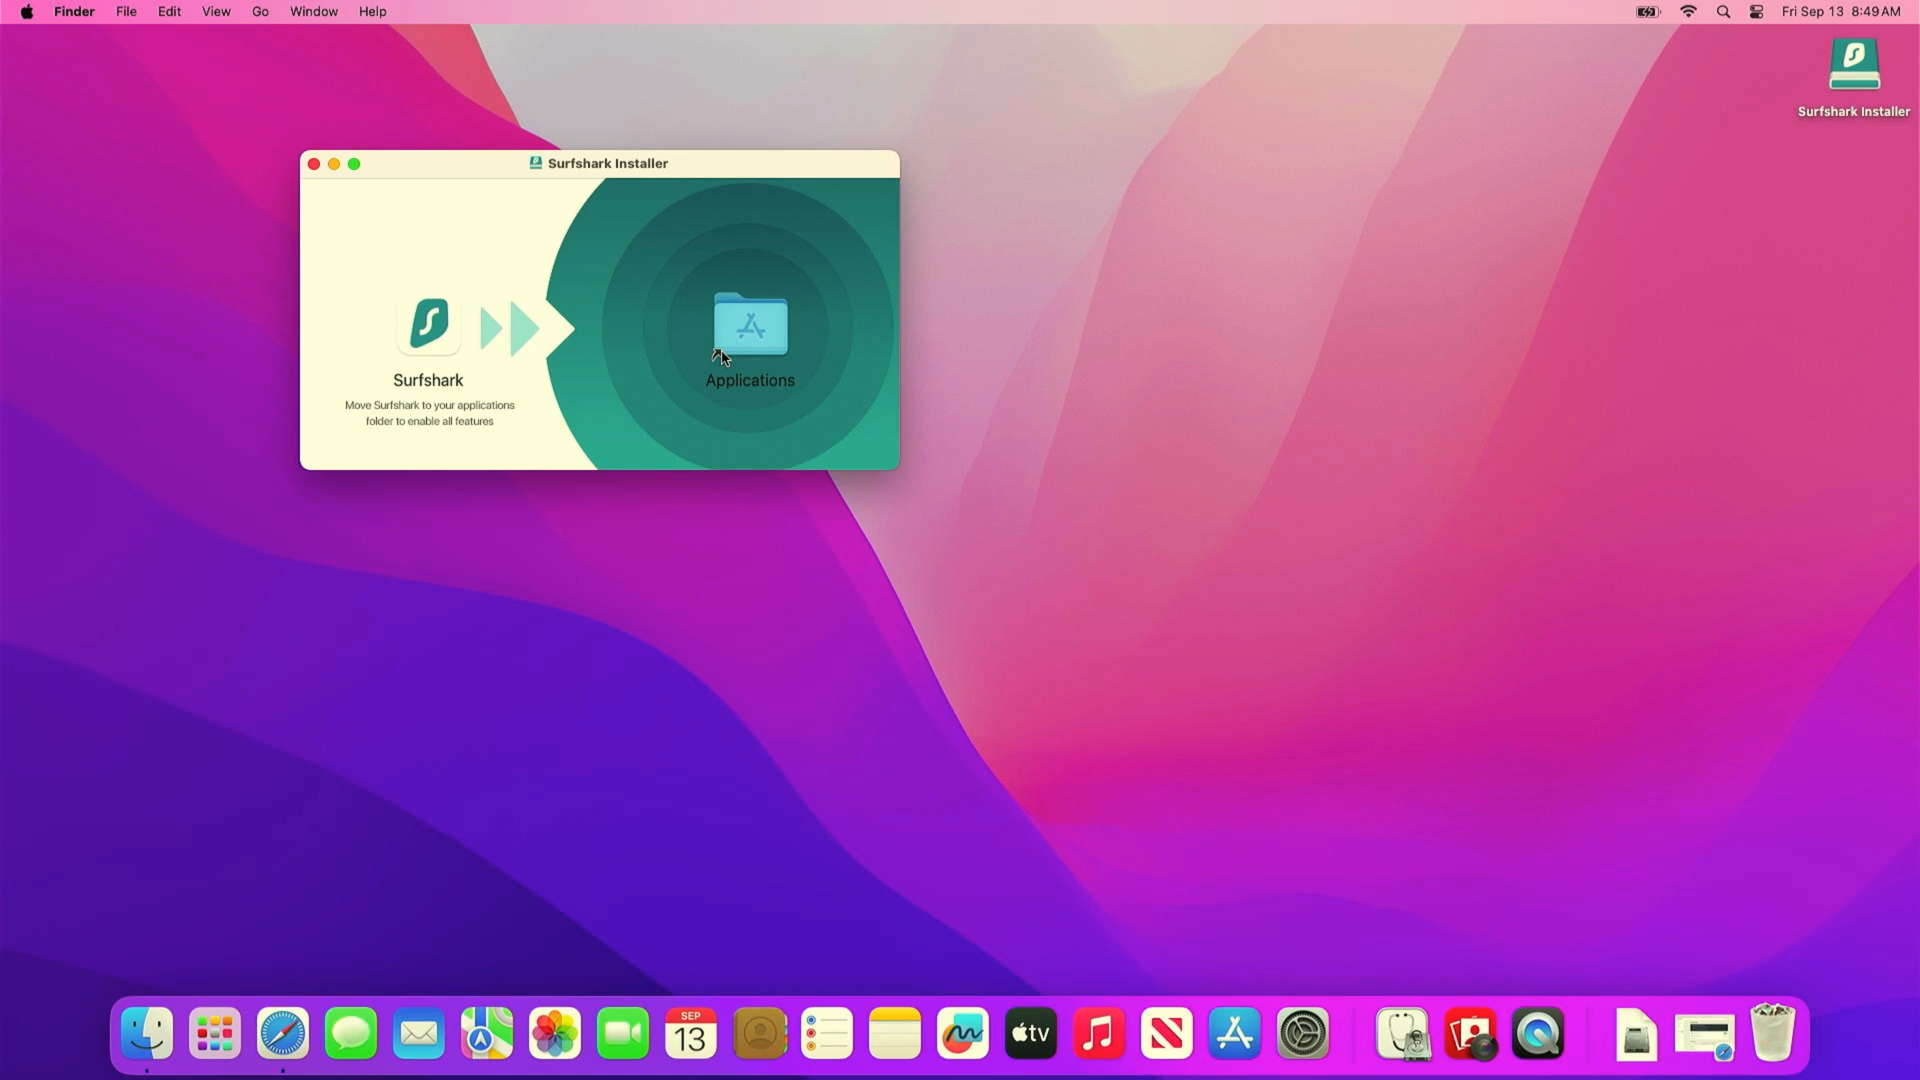 Finder File Edit View Go Window Help
Fri Sep 13 8:49 AM
Surfshark Installer
Surfshark Installer
Surfshark
Applications
Move Surfshark to your applications
folder to enable all features
SEP
13
tv